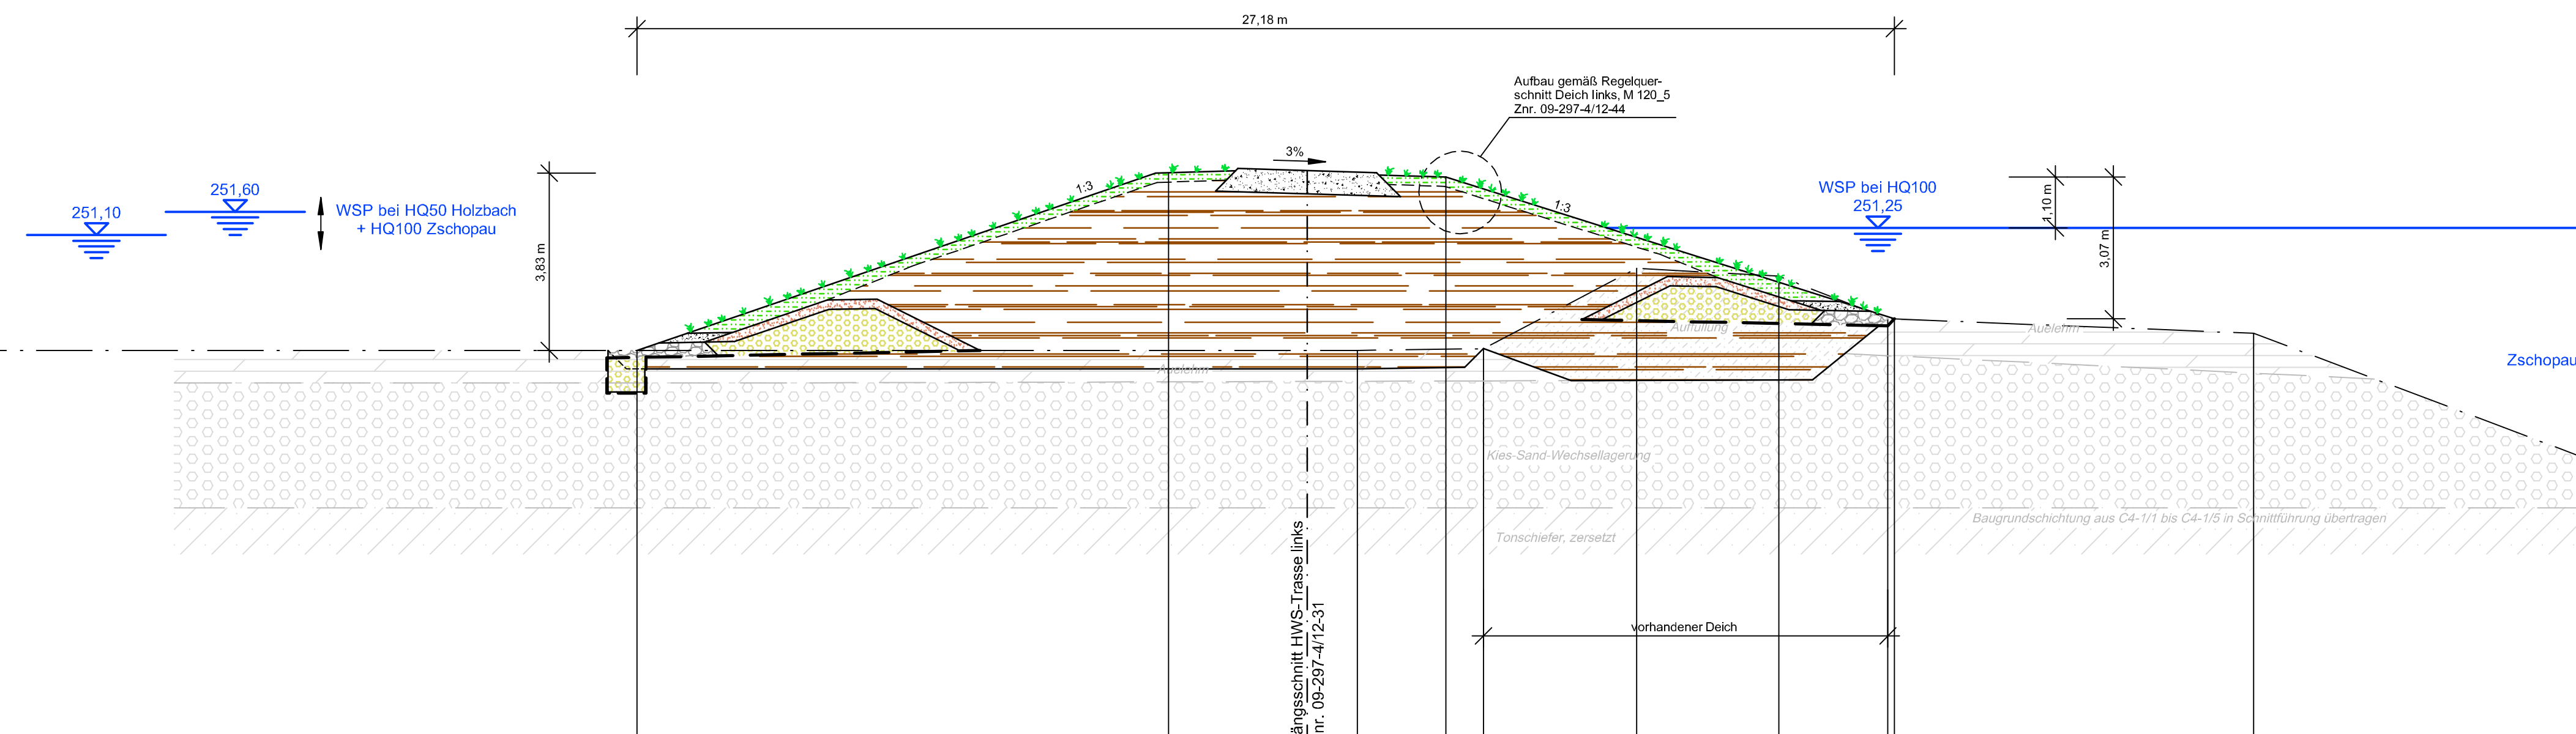 27,18 m
Aufbau gemäß Regelquer-
schnitt Deich links, M 120_5
Znr. 09-297-4/12-44
3%
1:3
1:3
251,60
251,10
WSP bei HQ50 Holzbach
+ HQ100 Zschopau
WSP bei HQ100
251,25
1,10 m
3,07 m
3,83 m
Auffüllung
Auelehm
Auelehm
Zschopau
Kies-Sand-Wechsellagerung
Baugrundschichtung aus C4-1/1 bis C4-1/5 in Schnittführung übertragen
Tonschiefer, zersetzt
vorhandener Deich
ängsschnitt HWS-Trasse links
nr. 09-297-4/12-31